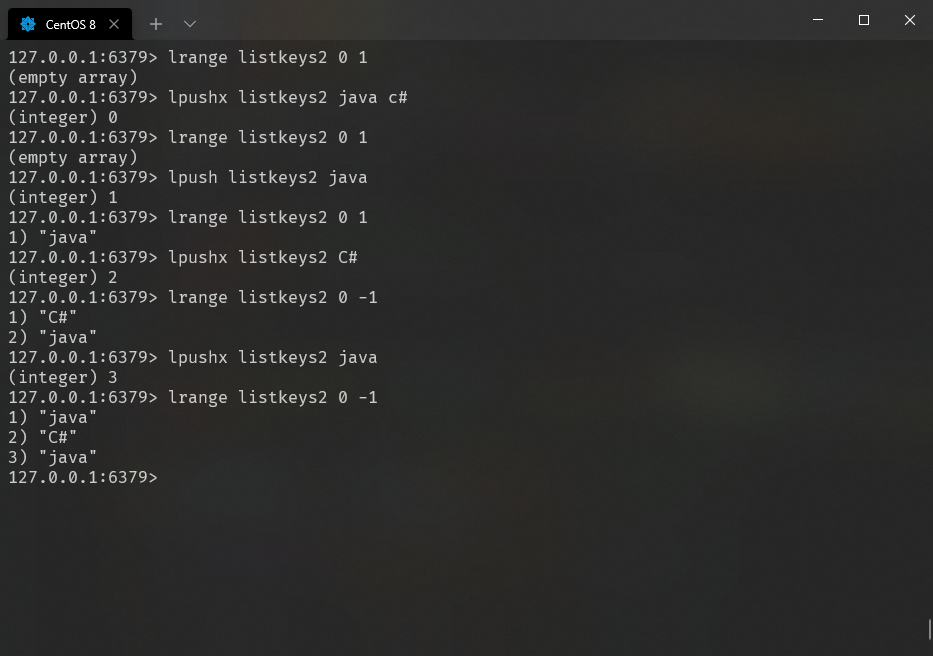 CentOS 8
127.0.0.1:6379> lrange listkeys2 0 1
(empty array)
127.0.0.1:6379> lpushx listkeys2 java c#
(integer) 0
127.0.0.1:6379> lrange listkeys2 0 1
(empty array)
127.0.0.1:6379> lpush listkeys2 java
(integer) 1
127.0.0.1:6379> lrange listkeys2 0 1
1) "java"
127.0.0.1:6379> lpushx listkeys2 C#
(integer) 2
127.0.0.1:6379> lrange listkeys2 0 -1
1) "C#"
2) "java"
127.0.0.1:6379> lpushx listkeys2 java
(integer) 3
127.0.0.1:6379> lrange listkeys2 0 -1
1) "java"
2) "C#"
3) "java"
127.0.0.1:6379>